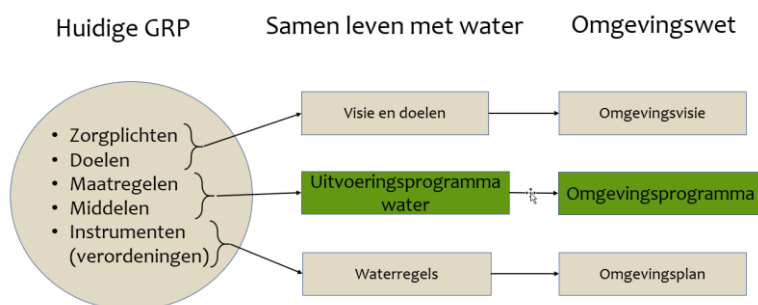 Huidige GRP
Samen leven met water
Omgevingswet
• Zorgplichten
• Doelen
• Maatregelen
• Middelen
• Instrumenten
(verordeningen)
Visie en doelen
Omgevingsvisie
Uitvoeringsprogramma
water
Omgevingsprogramma
Waterregels
Omgevingsplan